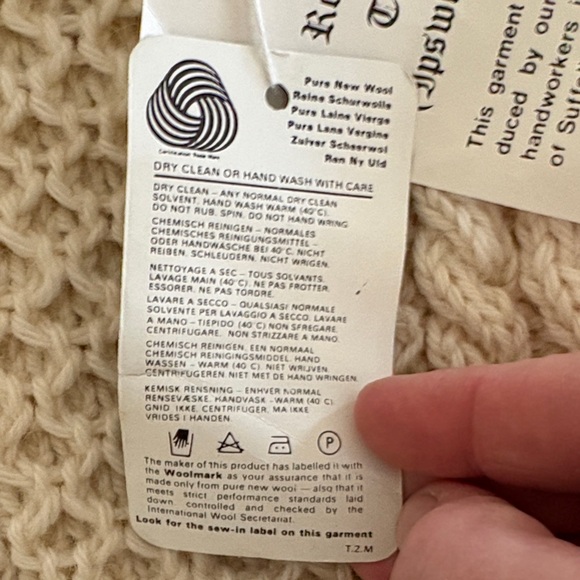 Pure New Wool
Reine Schurwolle
Pure Laine Vierge
Pura Lana Vergine
Zuiver Scheerwol
Ren Ny Uld
DRY CLEAN OR HAND WASH WITH CARE
DRY CLEAN – ANY NORMAL DRY CLEAN
SOLVENT. HAND WASH WARM (40°C).
DO NOT RUB. SPIN. DO NOT HAND WRING
CHEMISCH REINIGEN – NORMALES
CHEMISCHES REINIGUNGSMITTEL –
ODER HANDWÄSCHE BEI 40°C. NICHT
REIBEN. SCHLEUDERN. NICHT WRIGEN.
NETTOYAGE A SEC – TOUS SOLVANTS.
LAVAGE MAIN (40°C). NE PAS FROTTER.
ESSORER. NE PAS TORDRE.
LAVARE A SECCO – QUALSIASI NORMALE
SOLVENTE PER LAVAGGIO A SECCO. LAVARE
A MANO – TIEPIDO (40°C) NON SFREGARE.
CENTRIFUGARE. NON STRIZZARE A MANO.
CHEMISCH REINIGEN. EEN NORMAAL
CHEMISCH REINIGINGSMIDDEL. HAND
WASSEN – WARM (40°C). NIET WRIJVEN.
CENTRIFUGEREN. NIET MET DE HAND WRINGEN.
KEMISK RENSNING – ENHVER NORMAL
RENSEVÆSKE. HANDVASK – WARM (40°C).
GNID IKKE. CENTRIFUGER, MA IKKE
VRIDES I HANDEN.
P
The maker of this product has labelled it with
the Woolmark as your assurance that it is
made only from pure new wool — also that it
meets strict performance standards laid
down controlled and checked by the
International Wool Secretariat.
Look for the sew-in label on this garment
T.Z.M
Ipswi
This garment
duced by our
handworkers i
of Suffo